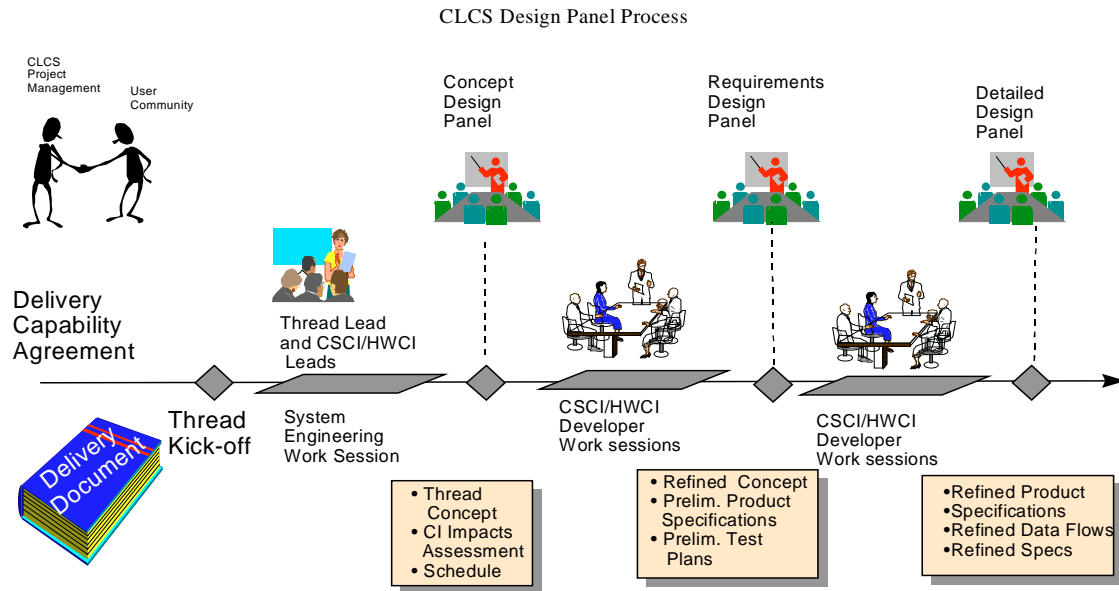 CLCS Design Panel Process
CLCS
Project
Management
User
Community
Concept
Design
Panel
Requirements
Design
Panel
Detailed
Design
Panel
Delivery
Capability
Agreement
Thread Lead
and CSCI/HWCI
Leads
Thread
Kick-off
System
Engineering
Work Session
CSCI/HWCI
Developer
Work sessions
CSCI/HWCI
Developer
Work sessions
Delivery
Document
• Thread
Concept
• CI Impacts
Assessment
• Schedule
• Refined Concept
• Prelim. Product
Specifications
• Prelim. Test
Plans
•Refined Product
•Specifications
•Refined Data Flows
•Refined Specs